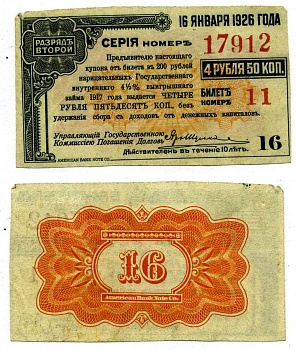 16 ЯНВАРЯ 1926 ГОДА
РАЗРЯДЪ
ВТОРОЙ
СЕРІЯ НОМЕРЪ 17912
Предъявителю настоящаго
купона отъ билета въ 200 рублей
нарицательныхъ Государственнаго
внутренняго 4½% выигрышнаго
займа 1917 года выдается ЧЕТЫРЕ
РУБЛЯ ПЯТЬДЕСЯТЪ КОП., безъ
удержанія сбора съ доходовъ отъ денежныхъ капиталовъ.
4 РУБЛЯ 50 КОП.
БИЛЕТЪ
НОМЕРЪ 11
Управляющій Государственною
Коммиссіею Погашенія Долговъ
16
Дѣйствителенъ въ теченіе 10 лѣтъ.
AMERICAN BANK NOTE CO.
16
American Bank Note Co.